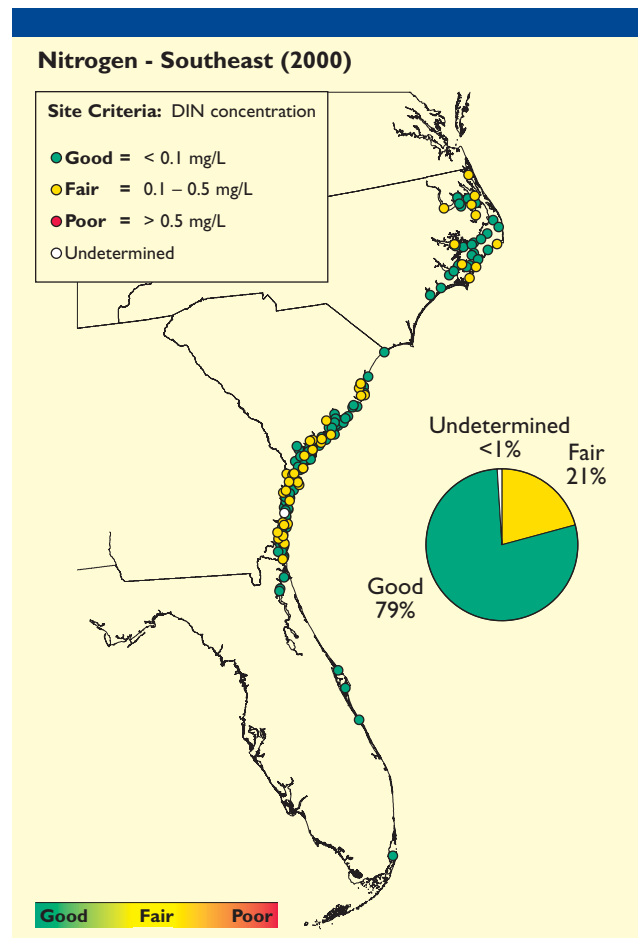 Nitrogen - Southeast (2000)
Site Criteria: DIN concentration
Good = < 0.1 mg/L
Fair = 0.1 – 0.5 mg/L
Poor = > 0.5 mg/L
Undetermined
Undetermined
<1%
Fair
21%
Good
79%
Good Fair Poor